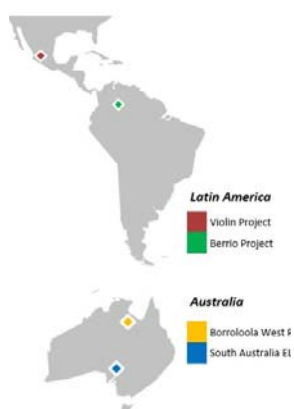 Latin America
Violin Project
Berrio Project
Australia
Borroloola West P
South Australia EL